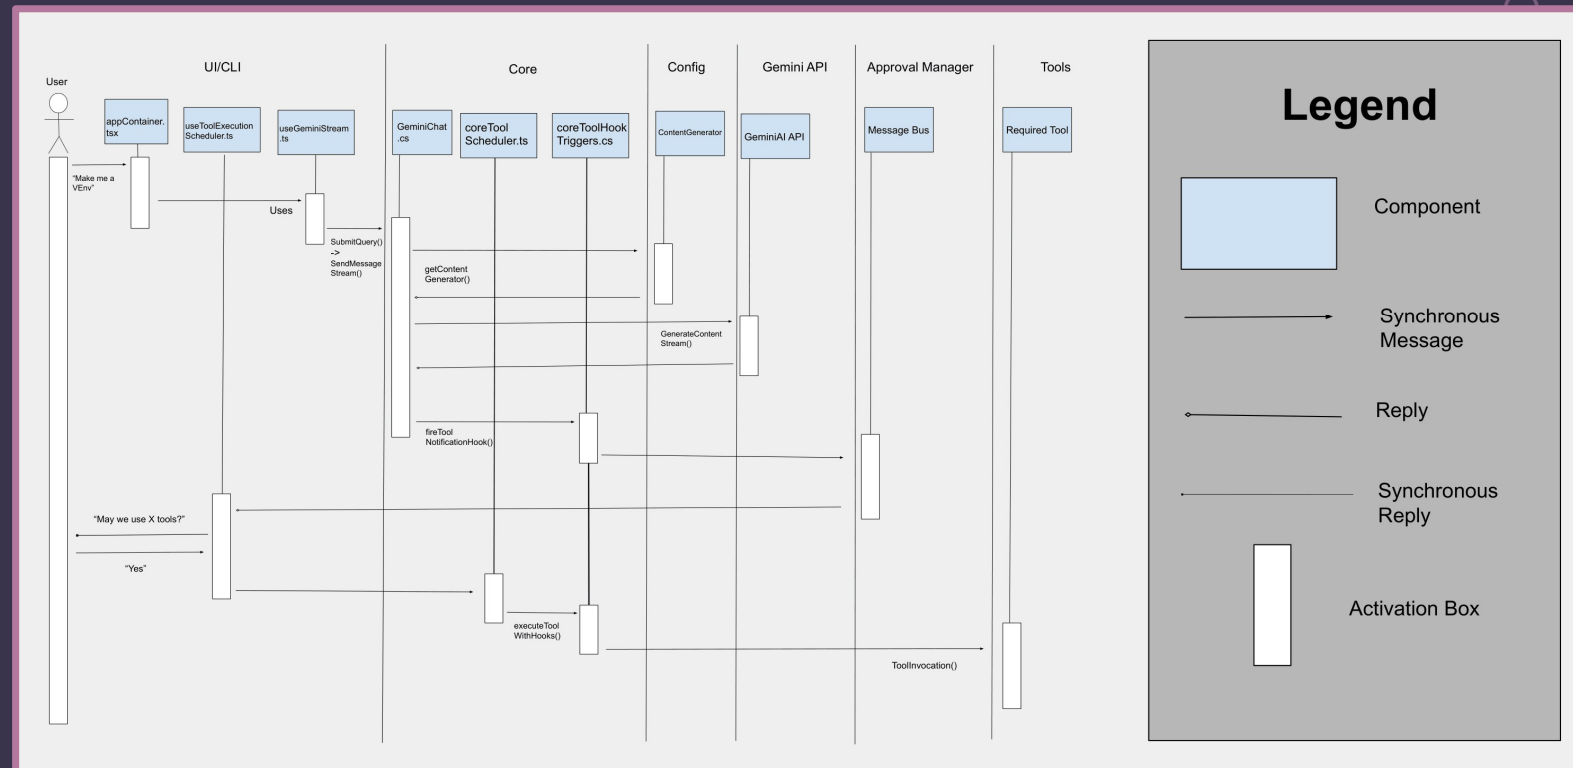 UI/CLI
Core
Config
Gemini API
Approval Manager
Tools
User
appContainer.
tsx
useToolExecution
Scheduler.ts
useGeminiStream
.ts
GeminiChat
.cs
coreTool
Scheduler.ts
coreToolHook
Triggers.cs
ContentGenerator
GeminiAI API
Message Bus
Required Tool
“Make me a
VEnv”
Uses
SubmitQuery()
->
SendMessage
Stream()
getContent
Generator()
GenerateContent
Stream()
fireTool
NotificationHook()
“May we use X tools?”
“Yes”
executeTool
WithHooks()
ToolInvocation()
Legend
Component
Synchronous
Message
Reply
Synchronous
Reply
Activation Box